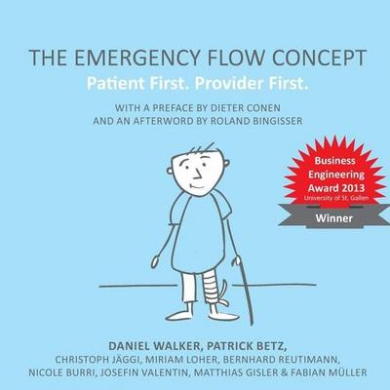 THE EMERGENCY FLOW CONCEPT
Patient First. Provider First.
WITH A PREFACE BY DIETER CONEN
AND AN AFTERWORD BY ROLAND BINGISSER
Business
Engineering
Award 2013
University of St. Gallen
Winner
DANIEL WALKER, PATRICK BETZ,
CHRISTOPH JÄGGI, MIRIAM LOHER, BERNHARD REUTIMANN,
NICOLE BURRI, JOSEFIN VALENTIN, MATTHIAS GISLER & FABIAN MÜLLER